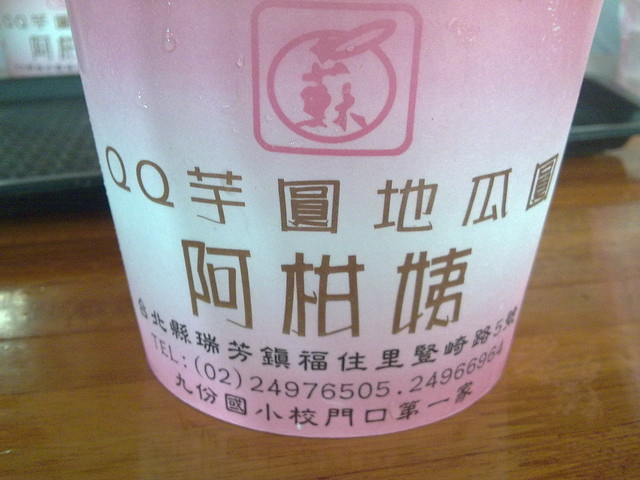 蘇
QQ芋圓地瓜圓
阿柑姨
台北縣瑞芳鎮福住里豎崎路5號
TEL:(02)24976505.24966964
九份國小校門口第一家